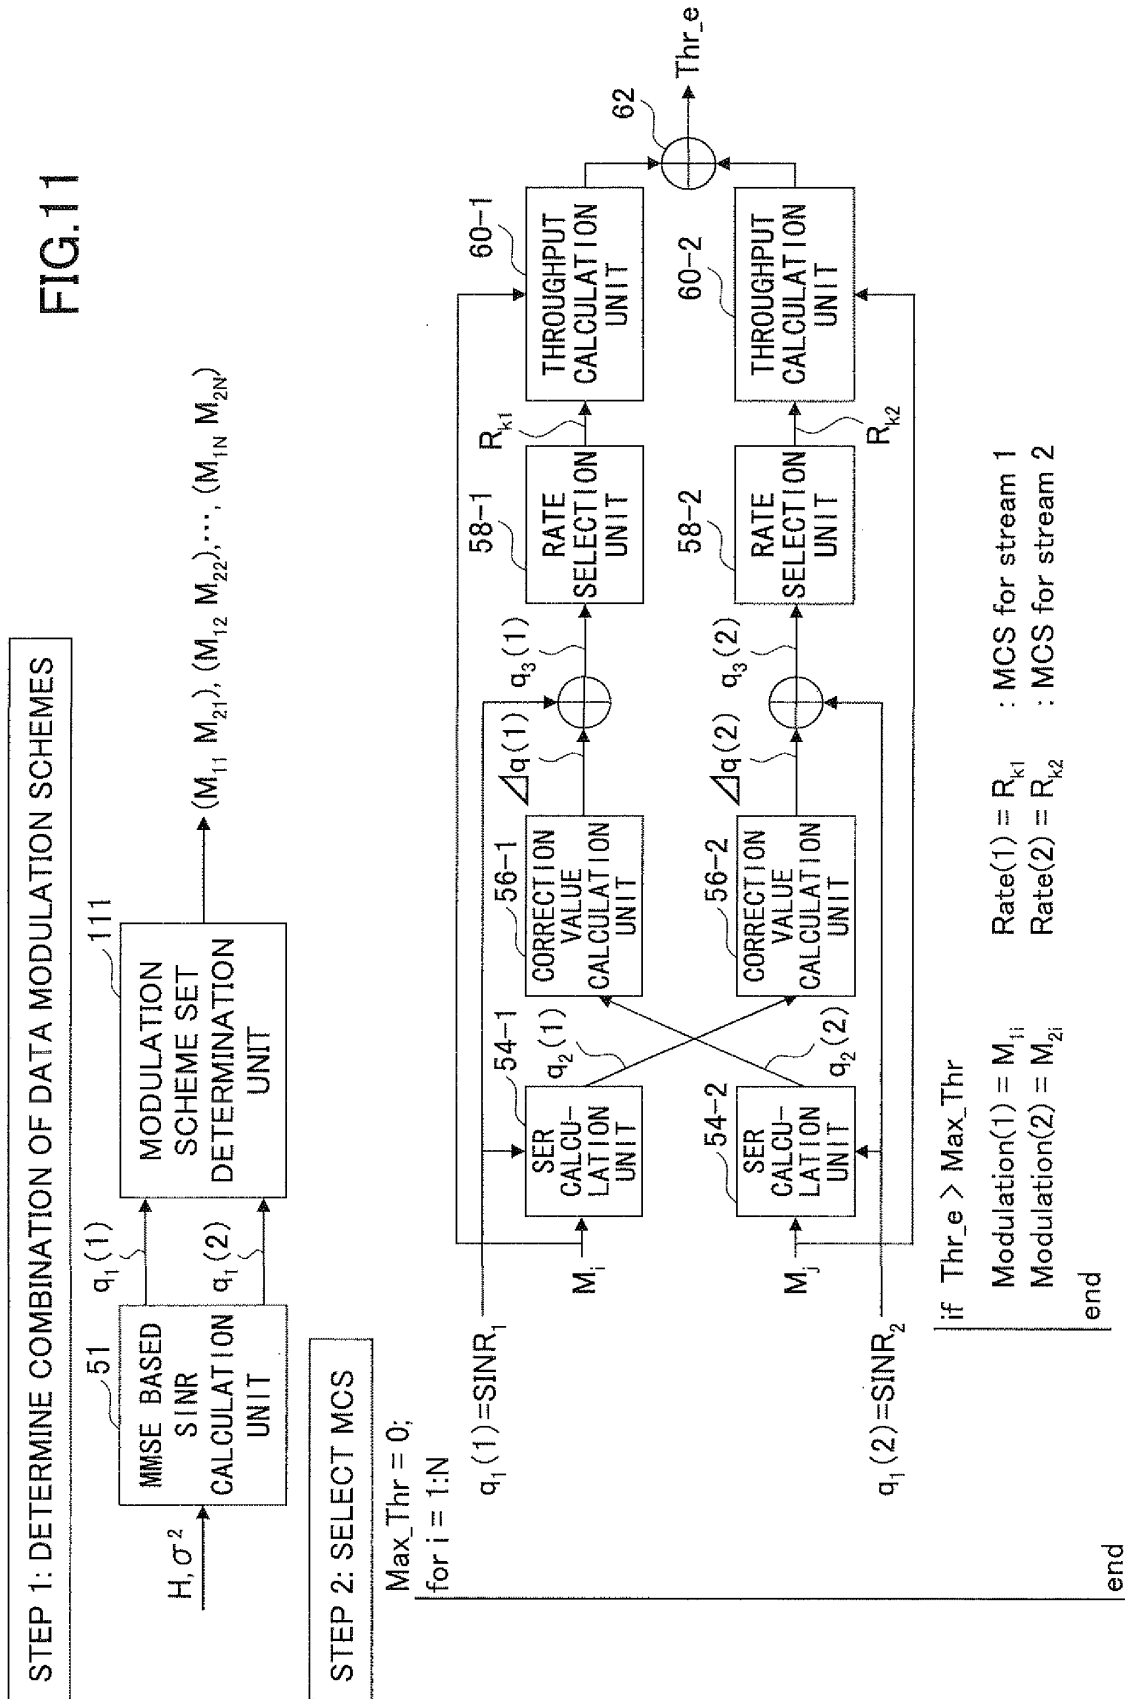 FIG.11
STEP 1: DETERMINE COMBINATION OF DATA MODULATION SCHEMES
H, σ²
51
MMSE BASED
SINR
CALCULATION
UNIT
q₁(1)
q₁(2)
111
MODULATION
SCHEME SET
DETERMINATION
UNIT
(M₁₁ M₂₁), (M₁₂ M₂₂),⋯, (M₁N M₂N)
STEP 2: SELECT MCS
Max_Thr = 0;
for i = 1:N
q₁(1)=SINR₁
Mᵢ
54-1
SER
CALCU-
LATION
UNIT
q₂(1)
56-1
CORRECTION
VALUE
CALCULATION
UNIT
⊿q(1)
q₃(1)
58-1
RATE
SELECTION
UNIT
Rₖ₁
60-1
THROUGHPUT
CALCULATION
UNIT
62
Thr_e
Mⱼ
54-2
SER
CALCU-
LATION
UNIT
q₂(2)
56-2
CORRECTION
VALUE
CALCULATION
UNIT
⊿q(2)
q₃(2)
58-2
RATE
SELECTION
UNIT
Rₖ₂
60-2
THROUGHPUT
CALCULATION
UNIT
q₁(2)=SINR₂
if Thr_e > Max_Thr
Modulation(1) = M₁ᵢ Rate(1) = Rₖ₁ : MCS for stream 1
Modulation(2) = M₂ᵢ Rate(2) = Rₖ₂ : MCS for stream 2
end
end